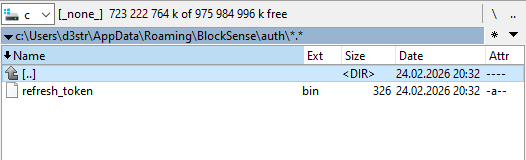 c [_none_] 723 222 764 k of 975 984 996 k free \ ..
c:\Users\d3str\AppData\Roaming\BlockSense\auth\*.* * ▼
Name Ext Size Date Attr
[..] <DIR> 24.02.2026 20:32 ----
refresh_token bin 326 24.02.2026 20:32 -a--